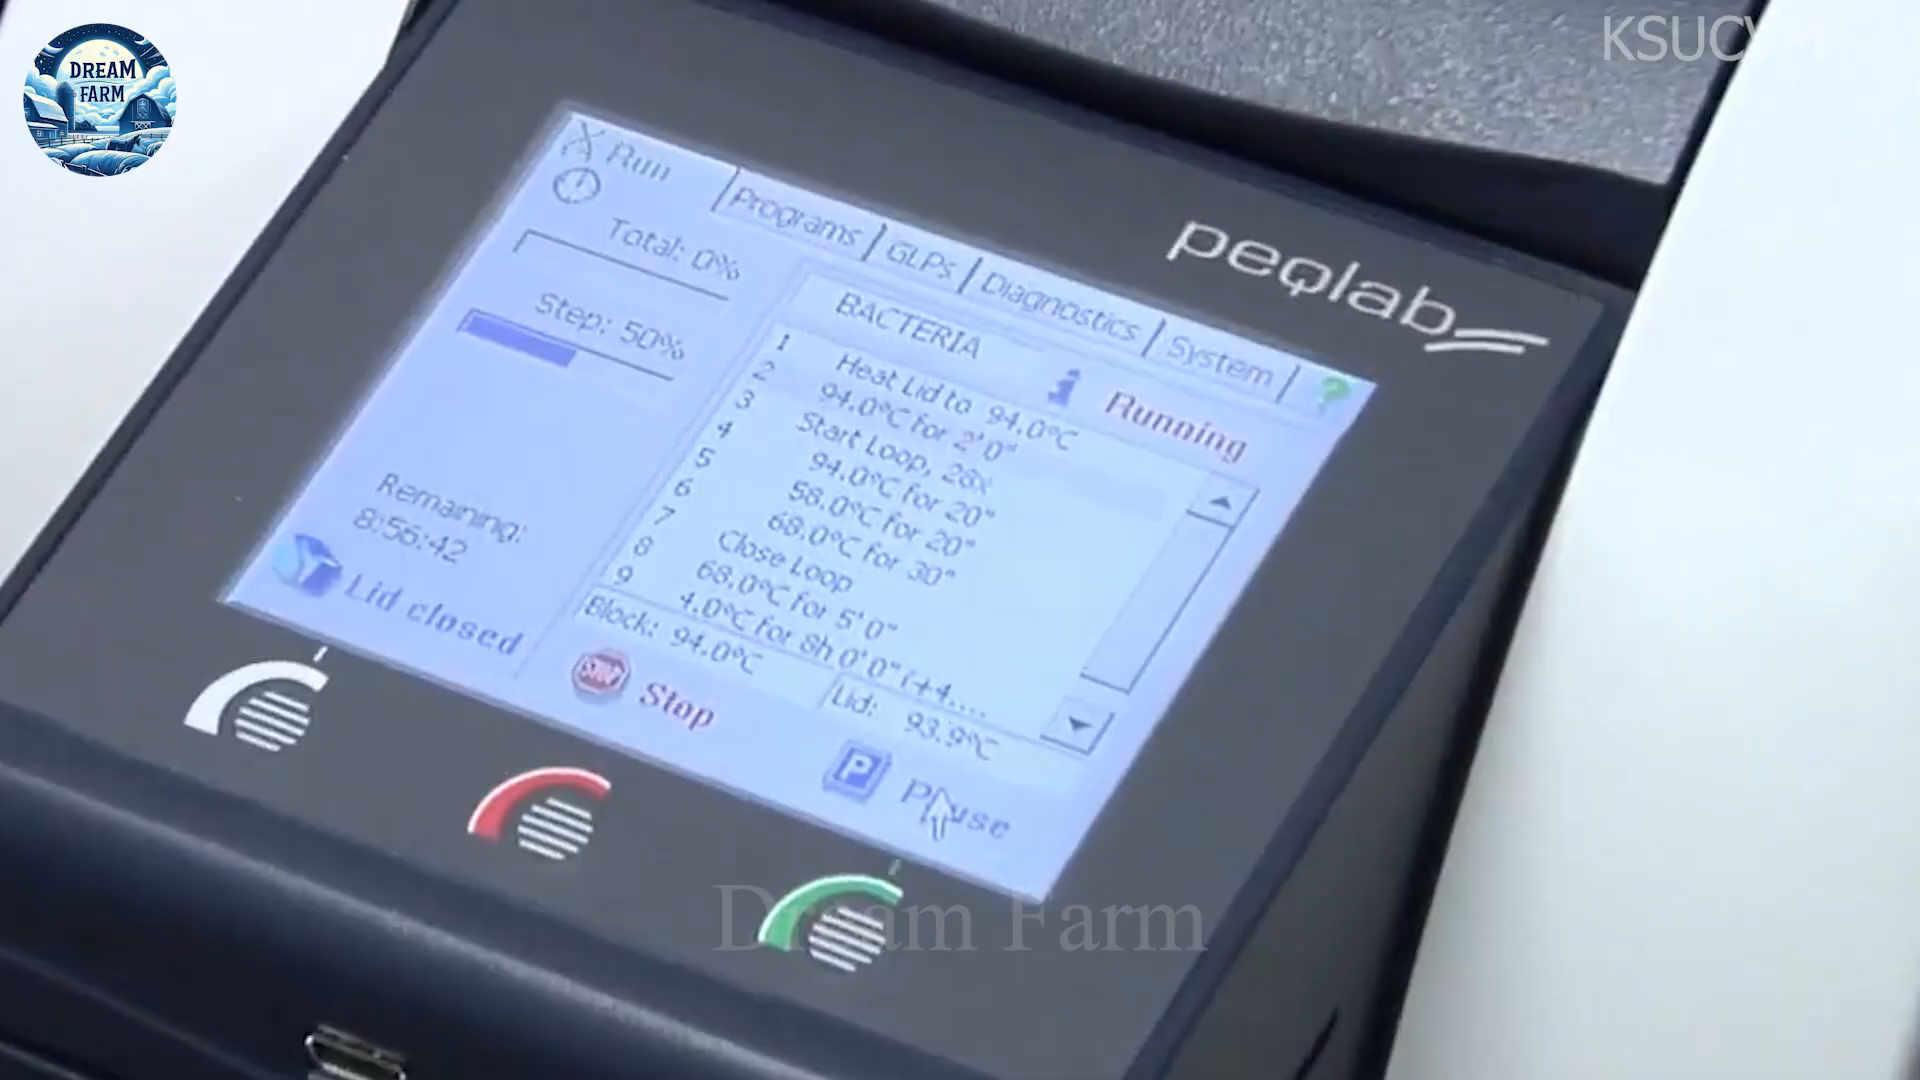 DREAM
FARM
KSUCVM
peqlab
Run
Programs
GLPs
Diagnostics
System
?
Total: 0%
Step: 50%
Remaining:
8:56:42
Lid closed
BACTERIA
Running
1 Heat Lid to 94.0°C
2 94.0°C for 2' 0"
3 Start Loop, 28x
4 94.0°C for 20"
5 58.0°C for 20"
6 68.0°C for 30"
7 Close Loop
8 68.0°C for 5' 0"
9 4.0°C for 8h 0' 0" (+4....
Block: 94.0°C
Lid: 93.9°C
STOP
Stop
P
Pause
Dream Farm